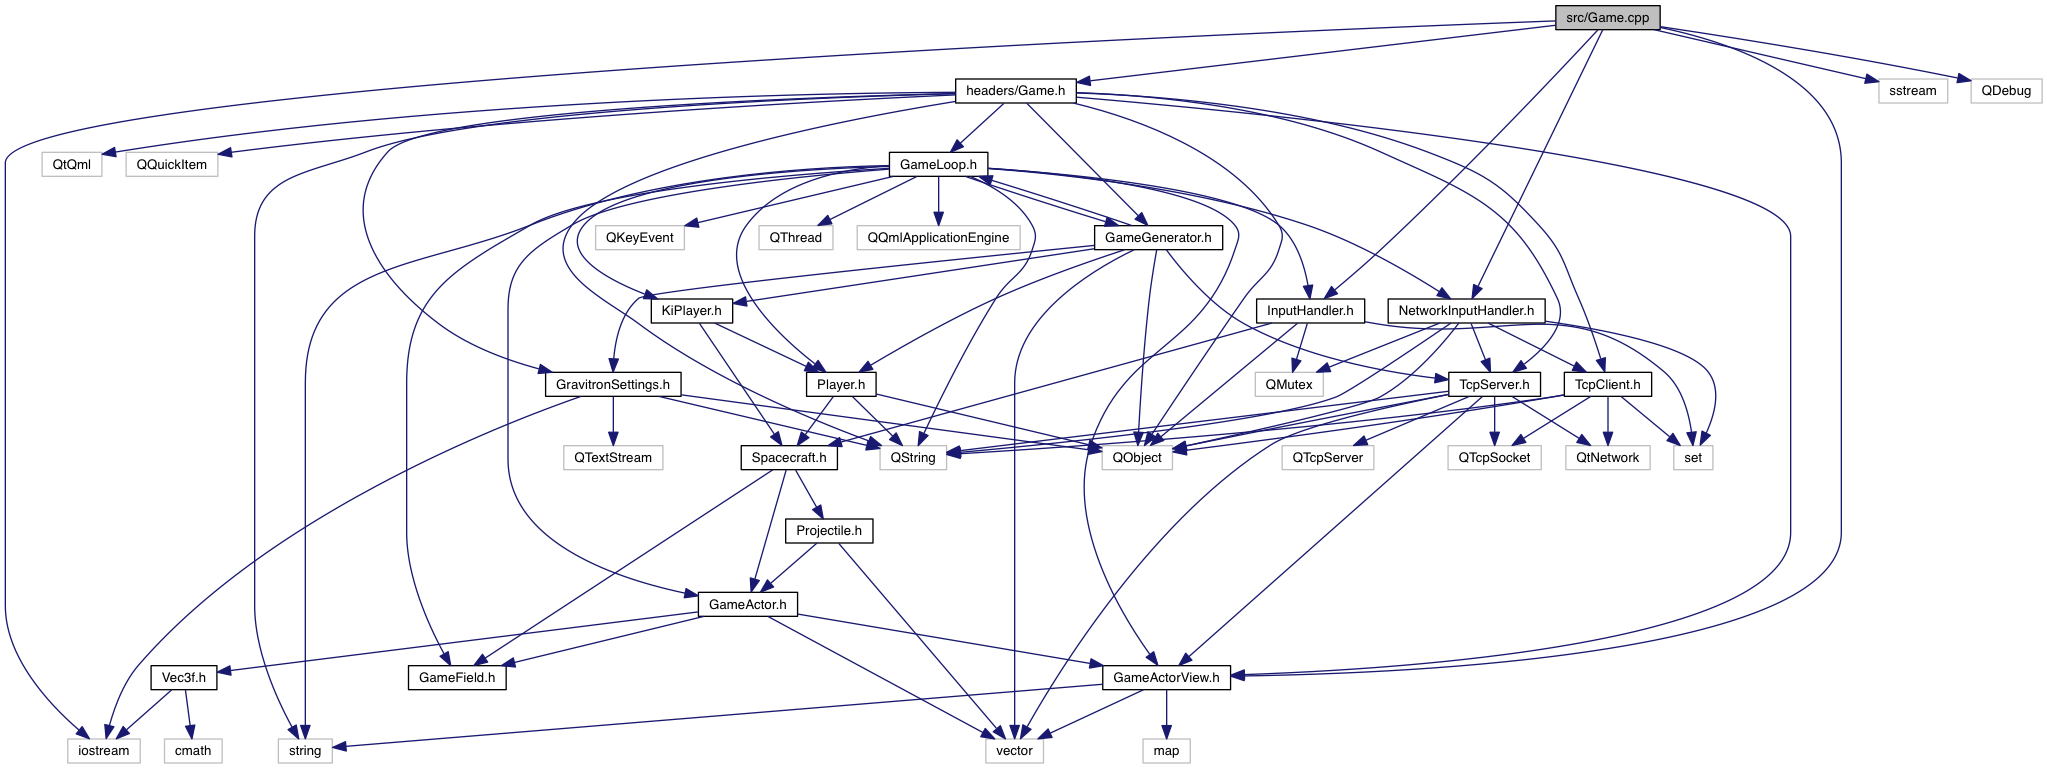 src/Game.cpp
headers/Game.h
sstream
QDebug
QtQml
QQuickItem
GameLoop.h
QKeyEvent
QThread
QQmlApplicationEngine
GameGenerator.h
KiPlayer.h
InputHandler.h
NetworkInputHandler.h
GravitronSettings.h
Player.h
QMutex
TcpServer.h
TcpClient.h
QTextStream
Spacecraft.h
QString
QObject
QTcpServer
QTcpSocket
QtNetwork
set
Projectile.h
GameActor.h
Vec3f.h
GameField.h
GameActorView.h
iostream
cmath
string
vector
map